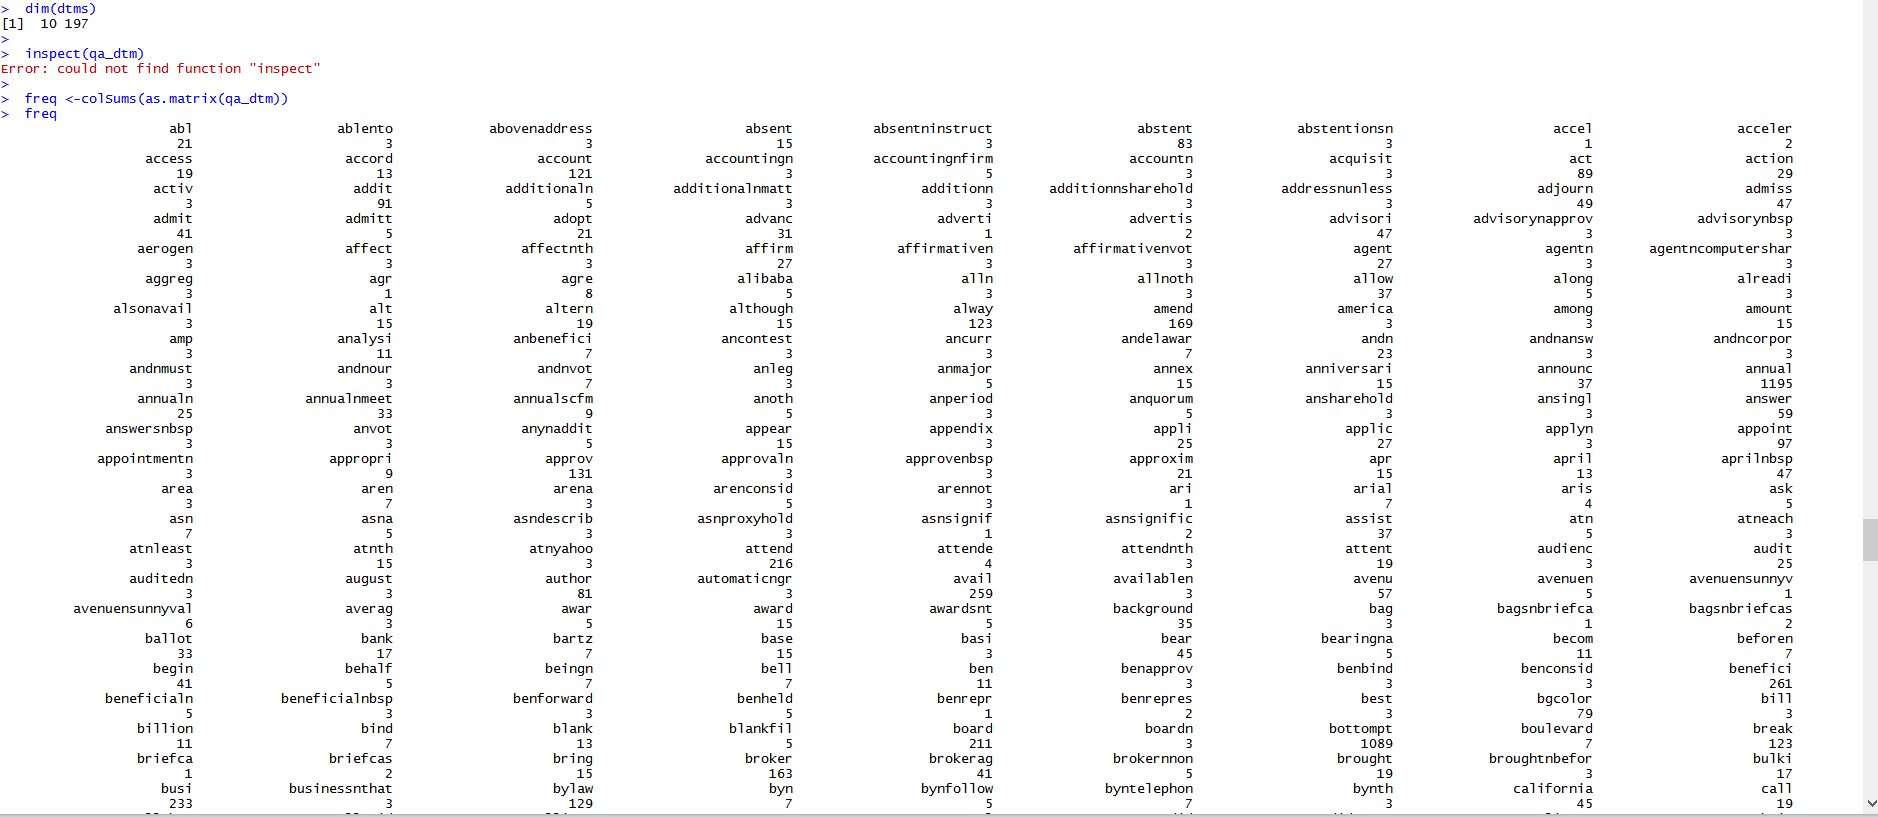 > dim(dtms)
[1] 10 197
>
> inspect(qa_dtm)
Error: could not find function "inspect"
>
> freq <-colSums(as.matrix(qa_dtm))
> freq
abl ablento abovenaddress absent absentninstruct abstent abstentionsn accel acceler
21 3 3 15 3 83 3 1 2
access accord account accountingn accountingnfirm accountn acquisit act action
19 13 121 3 5 3 3 89 29
activ addit additionaln additionalnmatt additionn additionnsharehold addressnunless adjourn admiss
3 91 5 3 3 3 3 49 47
admit admitt adopt advanc adverti advertis advisori advisorynapprov advisorynbsp
41 5 21 31 1 2 47 3 3
aerogen affect affectnth affirm affirmativen affirmativenvot agent agentn agentncomputershar
3 3 3 27 3 3 27 3 3
aggreg agr agre alibaba alln allnoth allow along alreadi
3 1 8 5 3 3 37 5 3
alsonavail alt altern although alway amend america among amount
3 15 19 15 123 169 3 3 15
amp analysi anbenefici ancontest ancurr andelawar andn andnansw andncorpor
3 11 7 3 3 7 23 3 3
andnmust andnour andnvot anleg anmajor annex anniversari announc annual
3 3 7 3 5 15 15 37 1195
annualn annualnmeet annualscfm anoth anperiod anquorum ansharehold ansingl answer
25 33 9 5 3 5 3 3 59
answersnbsp anvot anynaddit appear appendix appli applic applyn appoint
3 3 5 15 3 25 27 3 97
appointmentn appropri approv approvaln approvenbsp approxim apr april aprilnbsp
3 9 131 3 3 21 15 13 47
area aren arena arenconsid arennot ari arial aris ask
3 7 3 5 3 1 7 4 5
asn asna asndescrib asnproxyhold asnsignif asnsignific assist atn atneach
7 5 3 3 1 2 37 5 3
atnleast atnth atnyahoo attend attende attendnth attent audienc audit
3 15 3 216 4 3 19 3 25
auditedn august author automaticngr avail availablen avenu avenuen avenuensunnyv
3 3 81 3 259 3 57 5 1
avenuensunnyval averag awar award awardsnt background bag bagsnbriefca bagsnbriefcas
6 3 5 15 5 35 3 1 2
ballot bank bartz base basi bear bearingna becom beforen
33 17 7 15 3 45 5 11 7
begin behalf beingn bell ben benapprov benbind benconsid benefici
41 5 7 7 11 3 3 3 261
beneficialn beneficialnbsp benforward benheld benrepr benrepres best bgcolor bill
5 3 3 5 1 2 3 79 3
billion bind blank blankfil board boardn bottompt boulevard break
11 7 13 5 211 3 1089 7 123
briefca briefcas bring broker brokerag brokernnon brought broughtnbefor bulki
1 2 15 163 41 5 19 3 17
busi businessnthat bylaw byn bynfollow byntelephon bynth california call
233 3 129 7 5 7 3 45 19